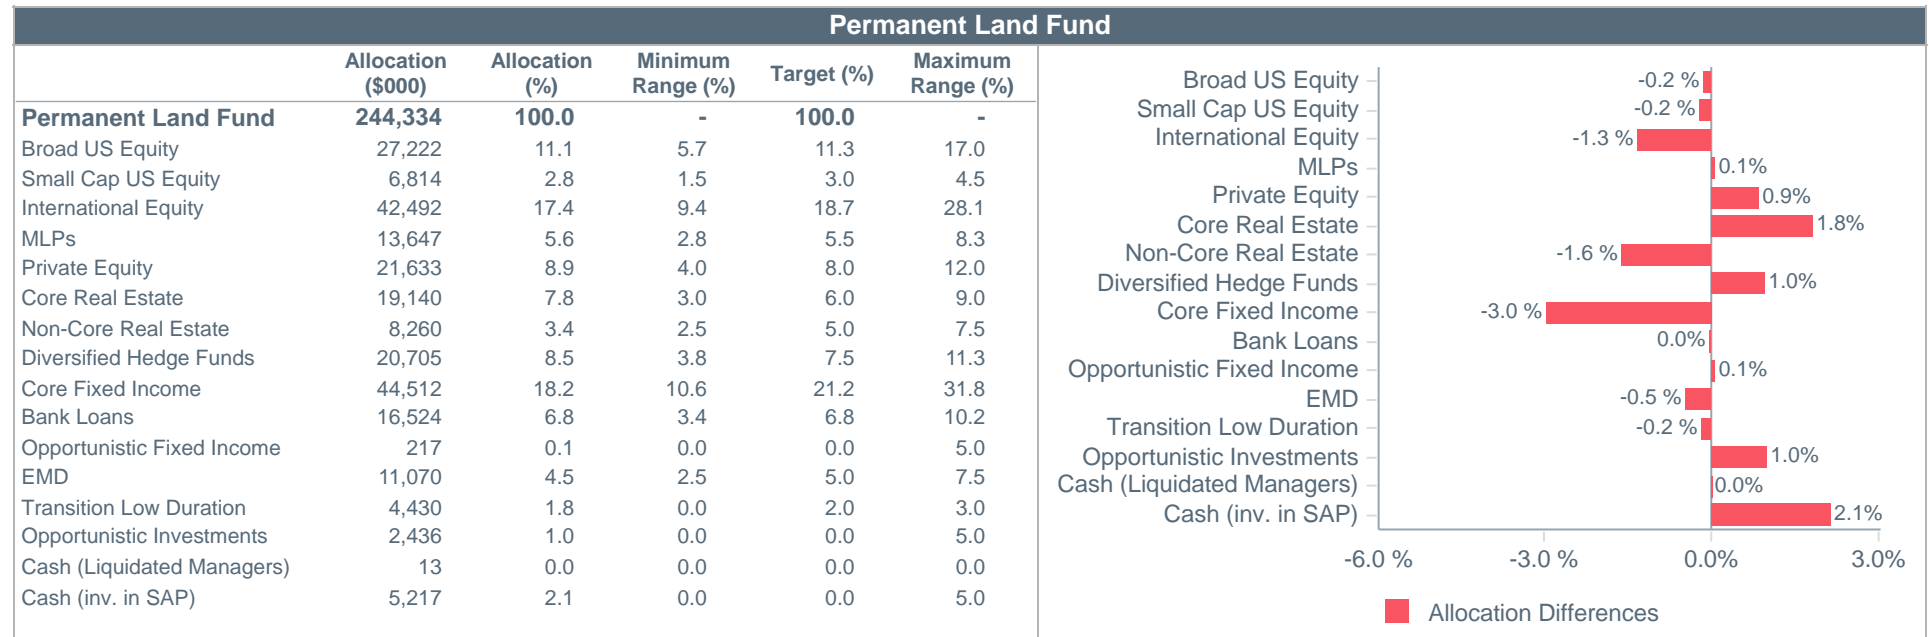 Permanent Land Fund
Allocation ($000) Allocation (%) Minimum Range (%) Target (%) Maximum Range (%)
Permanent Land Fund 244,334 100.0 - 100.0 -
Broad US Equity 27,222 11.1 5.7 11.3 17.0
Small Cap US Equity 6,814 2.8 1.5 3.0 4.5
International Equity 42,492 17.4 9.4 18.7 28.1
MLPs 13,647 5.6 2.8 5.5 8.3
Private Equity 21,633 8.9 4.0 8.0 12.0
Core Real Estate 19,140 7.8 3.0 6.0 9.0
Non-Core Real Estate 8,260 3.4 2.5 5.0 7.5
Diversified Hedge Funds 20,705 8.5 3.8 7.5 11.3
Core Fixed Income 44,512 18.2 10.6 21.2 31.8
Bank Loans 16,524 6.8 3.4 6.8 10.2
Opportunistic Fixed Income 217 0.1 0.0 0.0 5.0
EMD 11,070 4.5 2.5 5.0 7.5
Transition Low Duration 4,430 1.8 0.0 2.0 3.0
Opportunistic Investments 2,436 1.0 0.0 0.0 5.0
Cash (Liquidated Managers) 13 0.0 0.0 0.0 0.0
Cash (inv. in SAP) 5,217 2.1 0.0 0.0 5.0
Broad US Equity -0.2 %
Small Cap US Equity -0.2 %
International Equity -1.3 %
MLPs 0.1%
Private Equity 0.9%
Core Real Estate 1.8%
Non-Core Real Estate -1.6 %
Diversified Hedge Funds 1.0%
Core Fixed Income -3.0 %
Bank Loans 0.0%
Opportunistic Fixed Income 0.1%
EMD -0.5 %
Transition Low Duration -0.2 %
Opportunistic Investments 1.0%
Cash (Liquidated Managers) 0.0%
Cash (inv. in SAP) 2.1%
-6.0 % -3.0 % 0.0% 3.0%
Allocation Differences